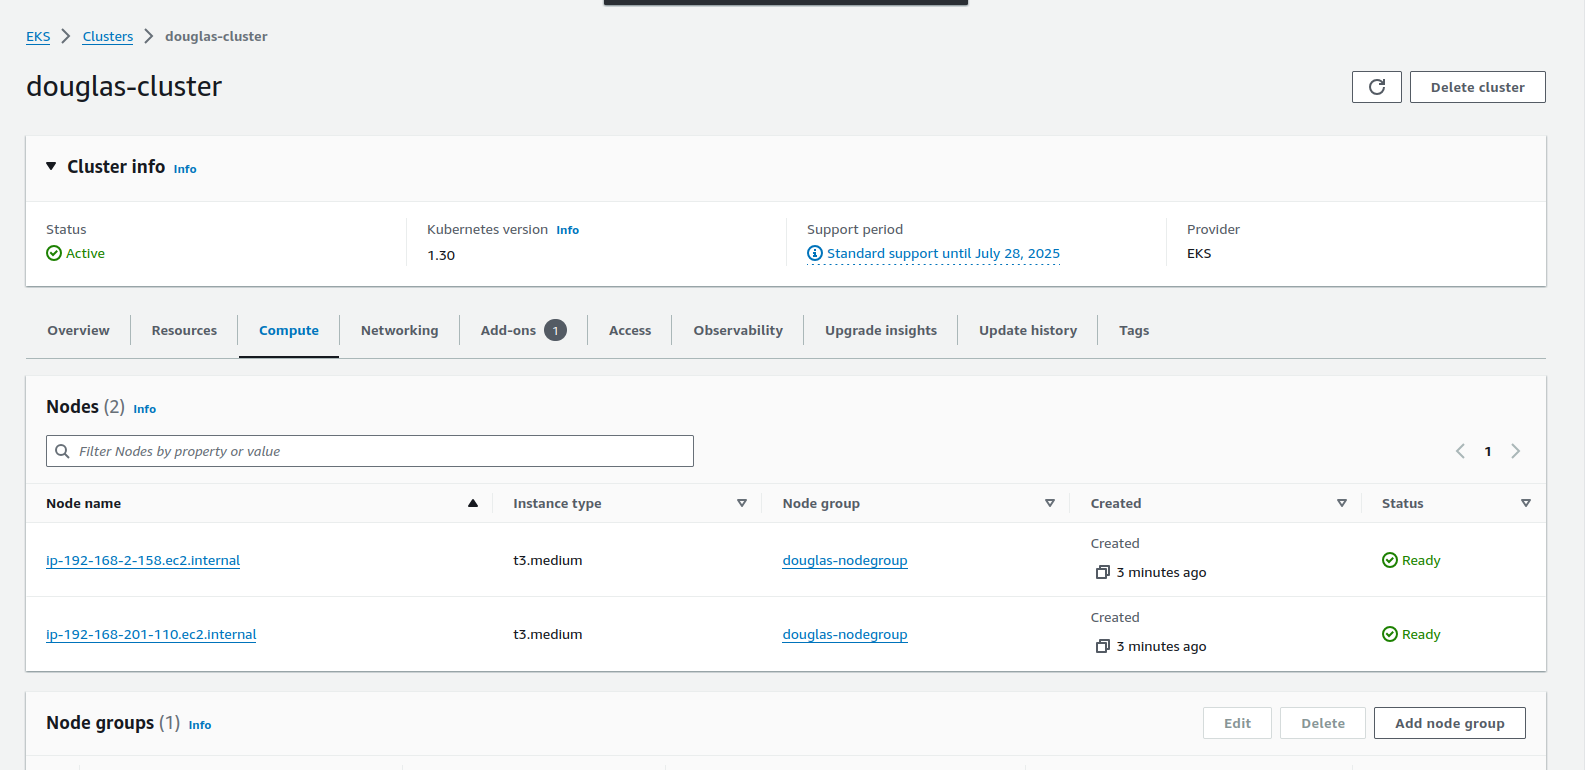 EKS > Clusters > douglas-cluster
douglas-cluster
Delete cluster
Cluster info Info
Status
Active
Kubernetes version Info
1.30
Support period
Standard support until July 28, 2025
Provider
EKS
Overview Resources Compute Networking Add-ons 1 Access Observability Upgrade insights Update history Tags
Nodes (2) Info
Filter Nodes by property or value
1
Node name Instance type Node group Created Status
ip-192-168-2-158.ec2.internal t3.medium douglas-nodegroup Created 3 minutes ago Ready
ip-192-168-201-110.ec2.internal t3.medium douglas-nodegroup Created 3 minutes ago Ready
Node groups (1) Info
Edit Delete Add node group